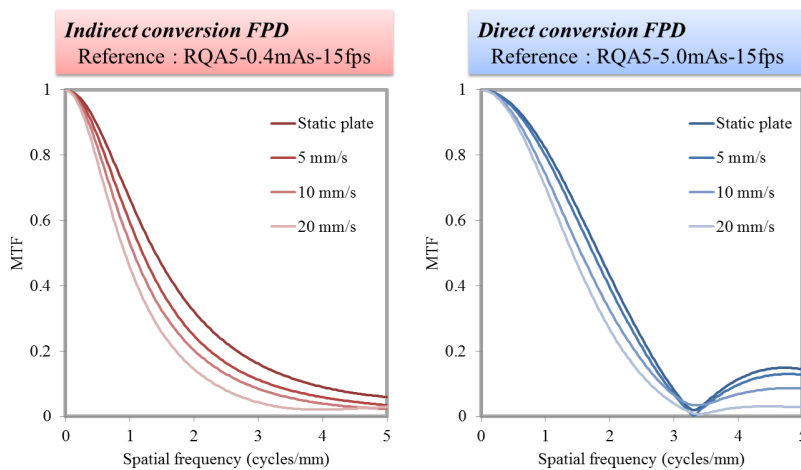 Indirect conversion FPD
Reference : RQA5-0.4mAs-15fps
Direct conversion FPD
Reference : RQA5-5.0mAs-15fps
MTF
1
0.8
0.6
0.4
0.2
0
0
1
2
3
4
5
Spatial frequency (cycles/mm)
Static plate
5 mm/s
10 mm/s
20 mm/s
MTF
1
0.8
0.6
0.4
0.2
0
0
1
2
3
4
5
Spatial frequency (cycles/mm)
Static plate
5 mm/s
10 mm/s
20 mm/s